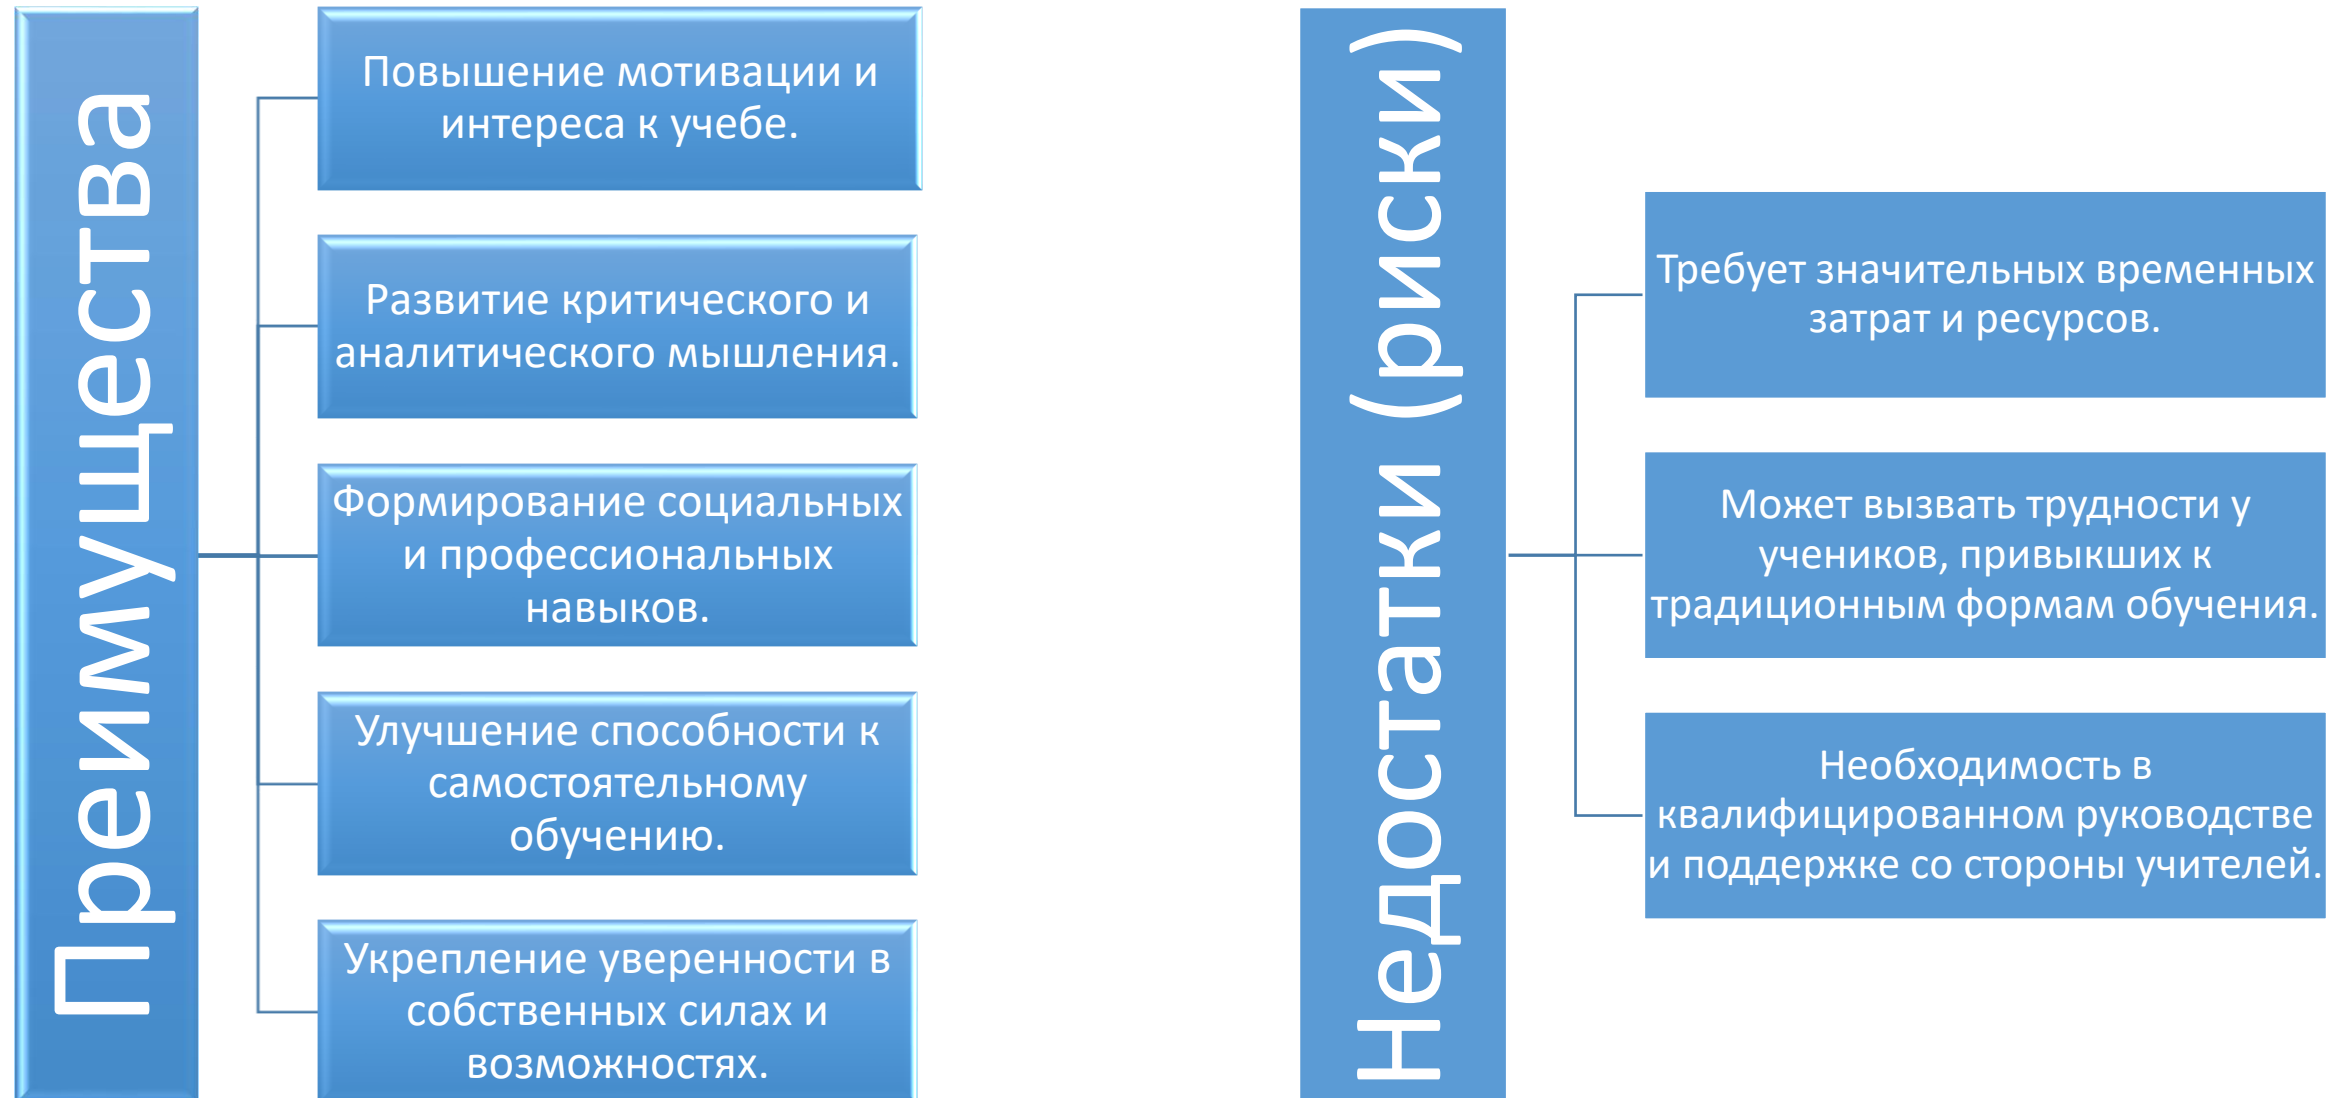 Преимущества
Повышение мотивации и
интереса к учебе.
Развитие критического и
аналитического мышления.
Формирование социальных
и профессиональных
навыков.
Улучшение способности к
самостоятельному
обучению.
Укрепление уверенности в
собственных силах и
возможностях.
Недостатки (риски)
Требует значительных временных
затрат и ресурсов.
Может вызвать трудности у
учеников, привыкших к
традиционным формам обучения.
Необходимость в
квалифицированном руководстве
и поддержке со стороны учителей.